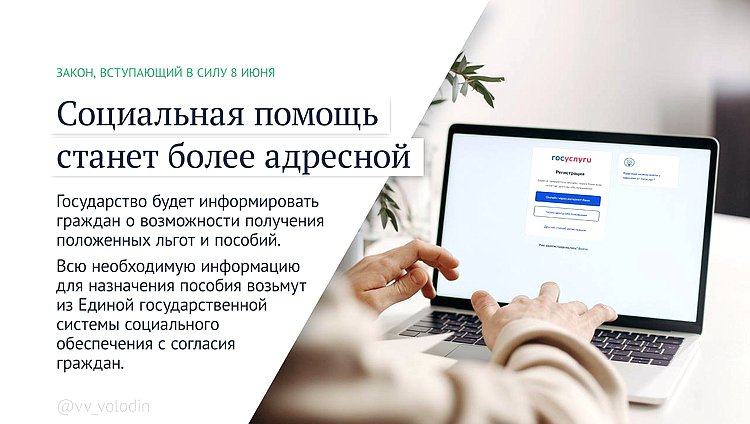 ЗАКОН, ВСТУПАЮЩИЙ В СИЛУ 8 ИЮНЯ
Социальная помощь
станет более адресной
Государство будет информировать
граждан о возможности получения
положенных льгот и пособий.
Всю необходимую информацию
для назначения пособия возьмут
из Единой государственной
системы социального
обеспечения с согласия
граждан.
@vv_volodin
госуслуги
Регистрация